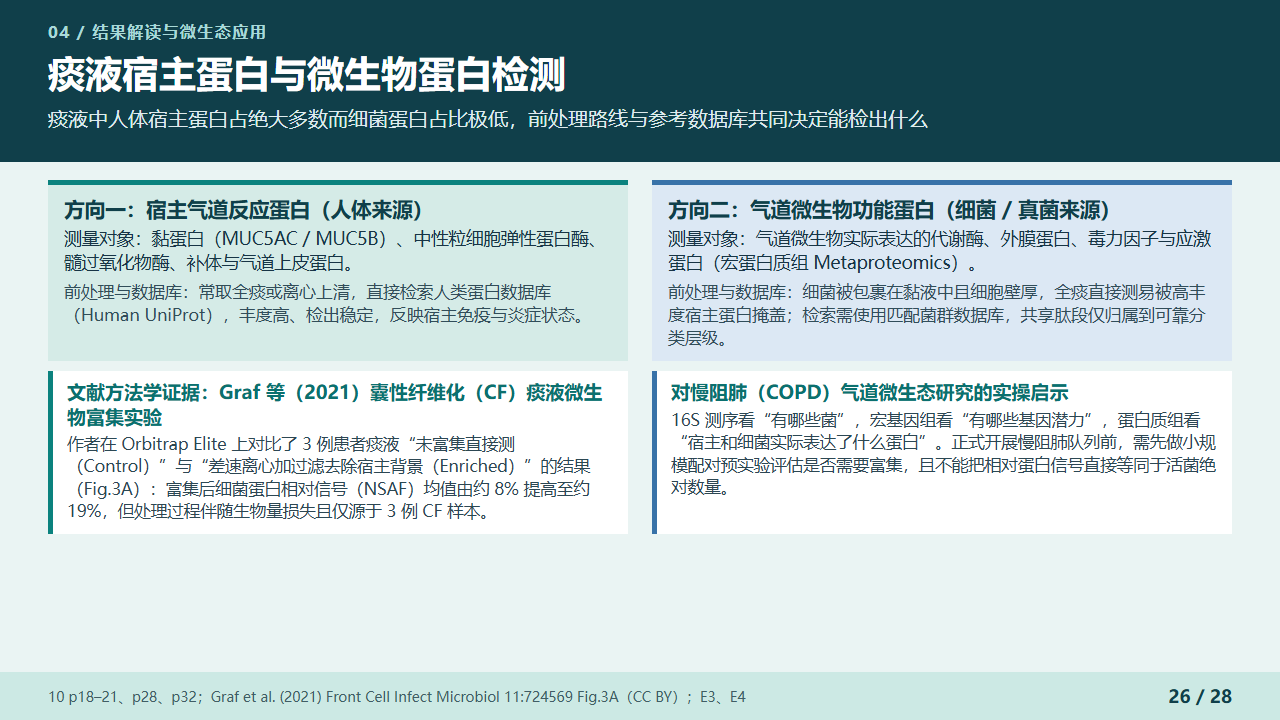 04 / 结果解读与微生态应用
痰液宿主蛋白与微生物蛋白检测
痰液中人体宿主蛋白占绝大多数而细菌蛋白占比极低，前处理路线与参考数据库共同决定能检出什么
方向一：宿主气道反应蛋白（人体来源）
测量对象：黏蛋白（MUC5AC / MUC5B）、中性粒细胞弹性蛋白酶、
髓过氧化物酶、补体与气道上皮蛋白。
前处理与数据库：常取全痰或离心上清，直接检索人类蛋白数据库
（Human UniProt），丰度高、检出稳定，反映宿主免疫与炎症状态。
方向二：气道微生物功能蛋白（细菌 / 真菌来源）
测量对象：气道微生物实际表达的代谢酶、外膜蛋白、毒力因子与应激
蛋白（宏蛋白质组 Metaproteomics）。
前处理与数据库：细菌被包裹在黏液中且细胞壁厚，全痰直接测易被高丰
度宿主蛋白掩盖；检索需使用匹配菌群数据库，共享肽段仅归属到可靠分
类层级。
文献方法学证据：Graf 等（2021）囊性纤维化（CF）痰液微生
物富集实验
作者在 Orbitrap Elite 上对比了 3 例患者痰液“未富集直接测
（Control）”与“差速离心加过滤去除宿主背景（Enriched）”的结果
（Fig.3A）：富集后细菌蛋白相对信号（NSAF）均值由约 8% 提高至约
19%，但处理过程伴随生物量损失且仅源于 3 例 CF 样本。
对慢阻肺（COPD）气道微生态研究的实操启示
16S 测序看“有哪些菌”，宏基因组看“有哪些基因潜力”，蛋白质组看
“宿主和细菌实际表达了什么蛋白”。正式开展慢阻肺队列前，需先做小规
模配对预实验评估是否需要富集，且不能把相对蛋白信号直接等同于活菌绝
对数量。
10 p18–21、p28、p32；Graf et al. (2021) Front Cell Infect Microbiol 11:724569 Fig.3A（CC BY）；E3、E4
26 / 28